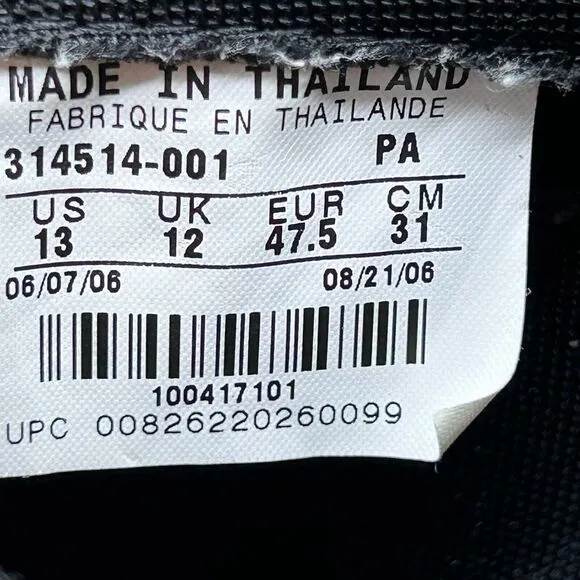 MADE IN THAILAND
FABRIQUE EN THAILANDE
314514-001 PA
US UK EUR CM
13 12 47.5 31
06/07/06 08/21/06
100417101
UPC 00826220260099